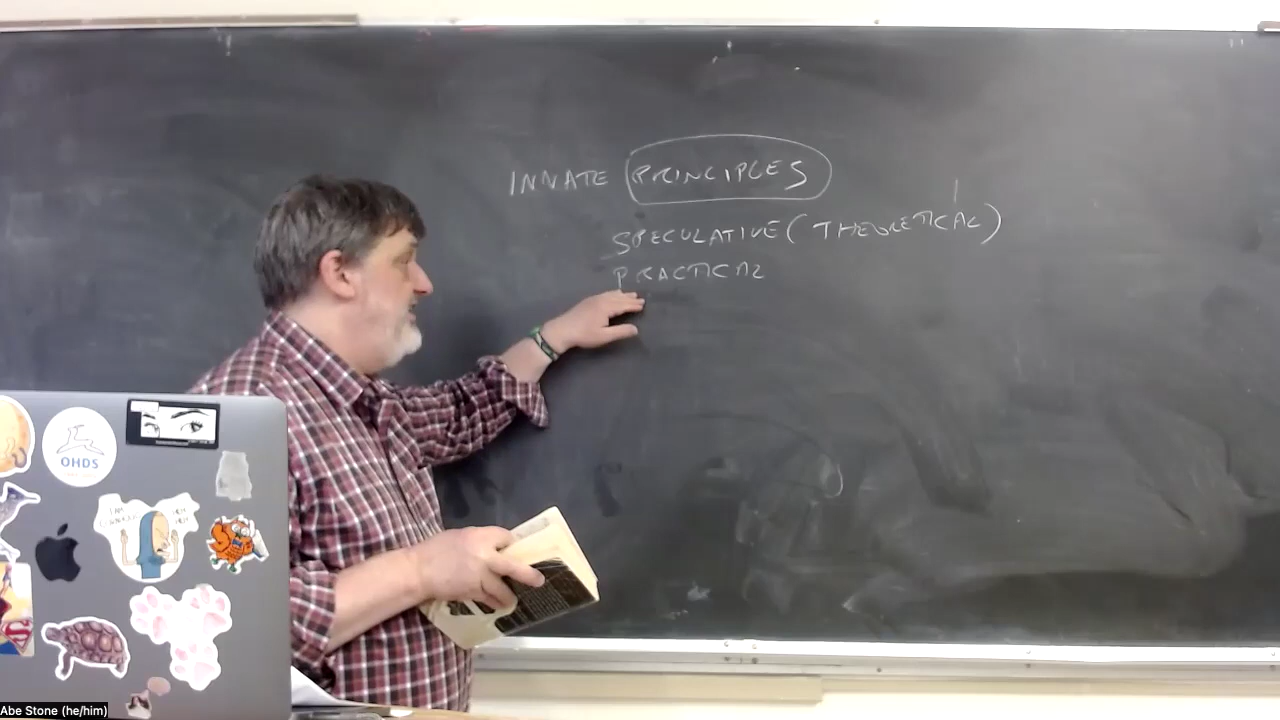 INNATE PRINCIPLES
SPECULATIVE (THEORETICAL)
PRACTICAL
OHDS
Abe Stone (he/him)